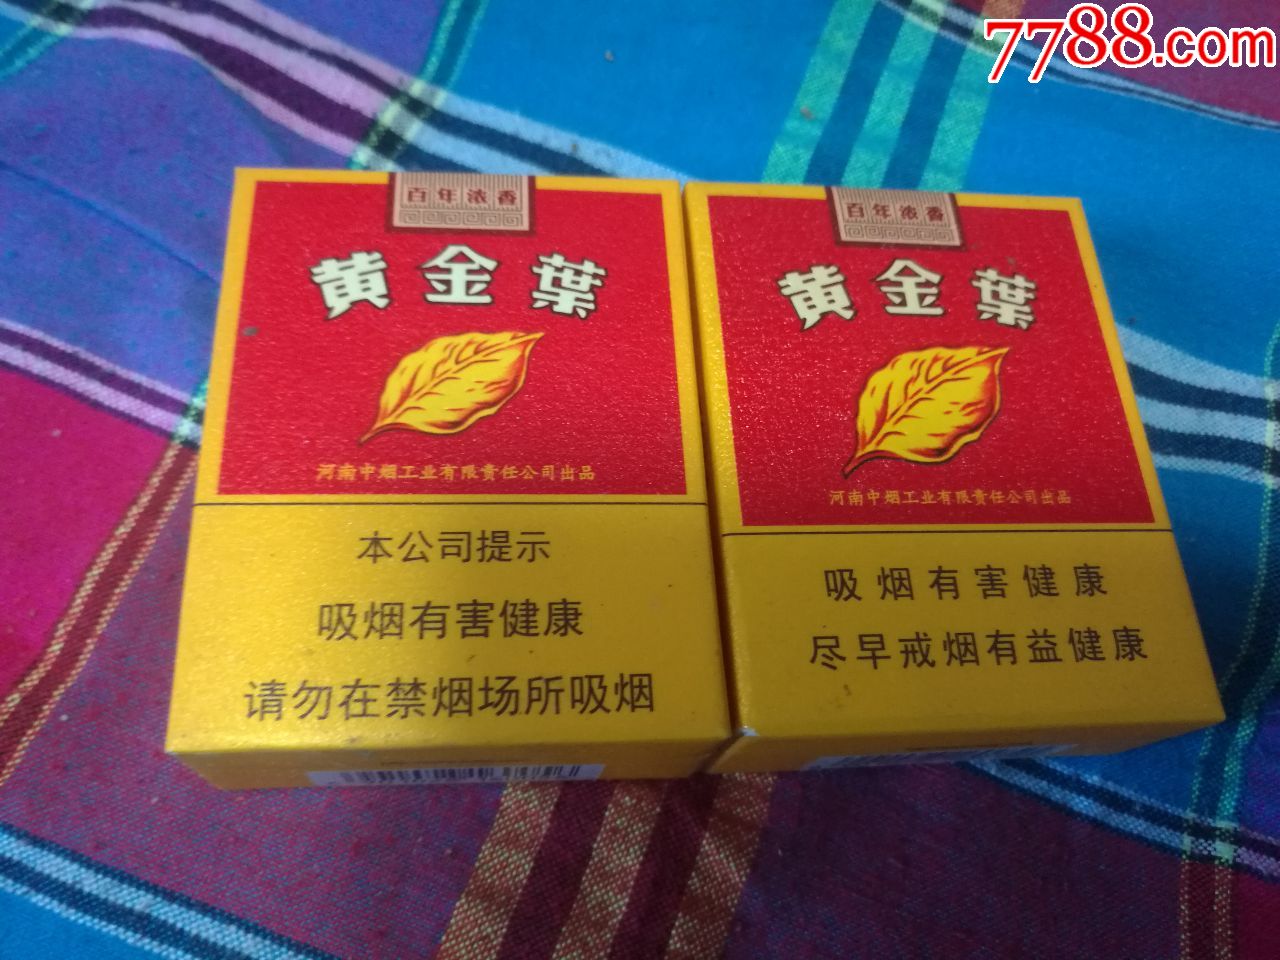 7788.com
百年浓香
黄金葉
河南中烟工业有限责任公司出品
本公司提示
吸烟有害健康
请勿在禁烟场所吸烟
百年浓香
黄金葉
河南中烟工业有限责任公司出品
吸烟有害健康
尽早戒烟有益健康